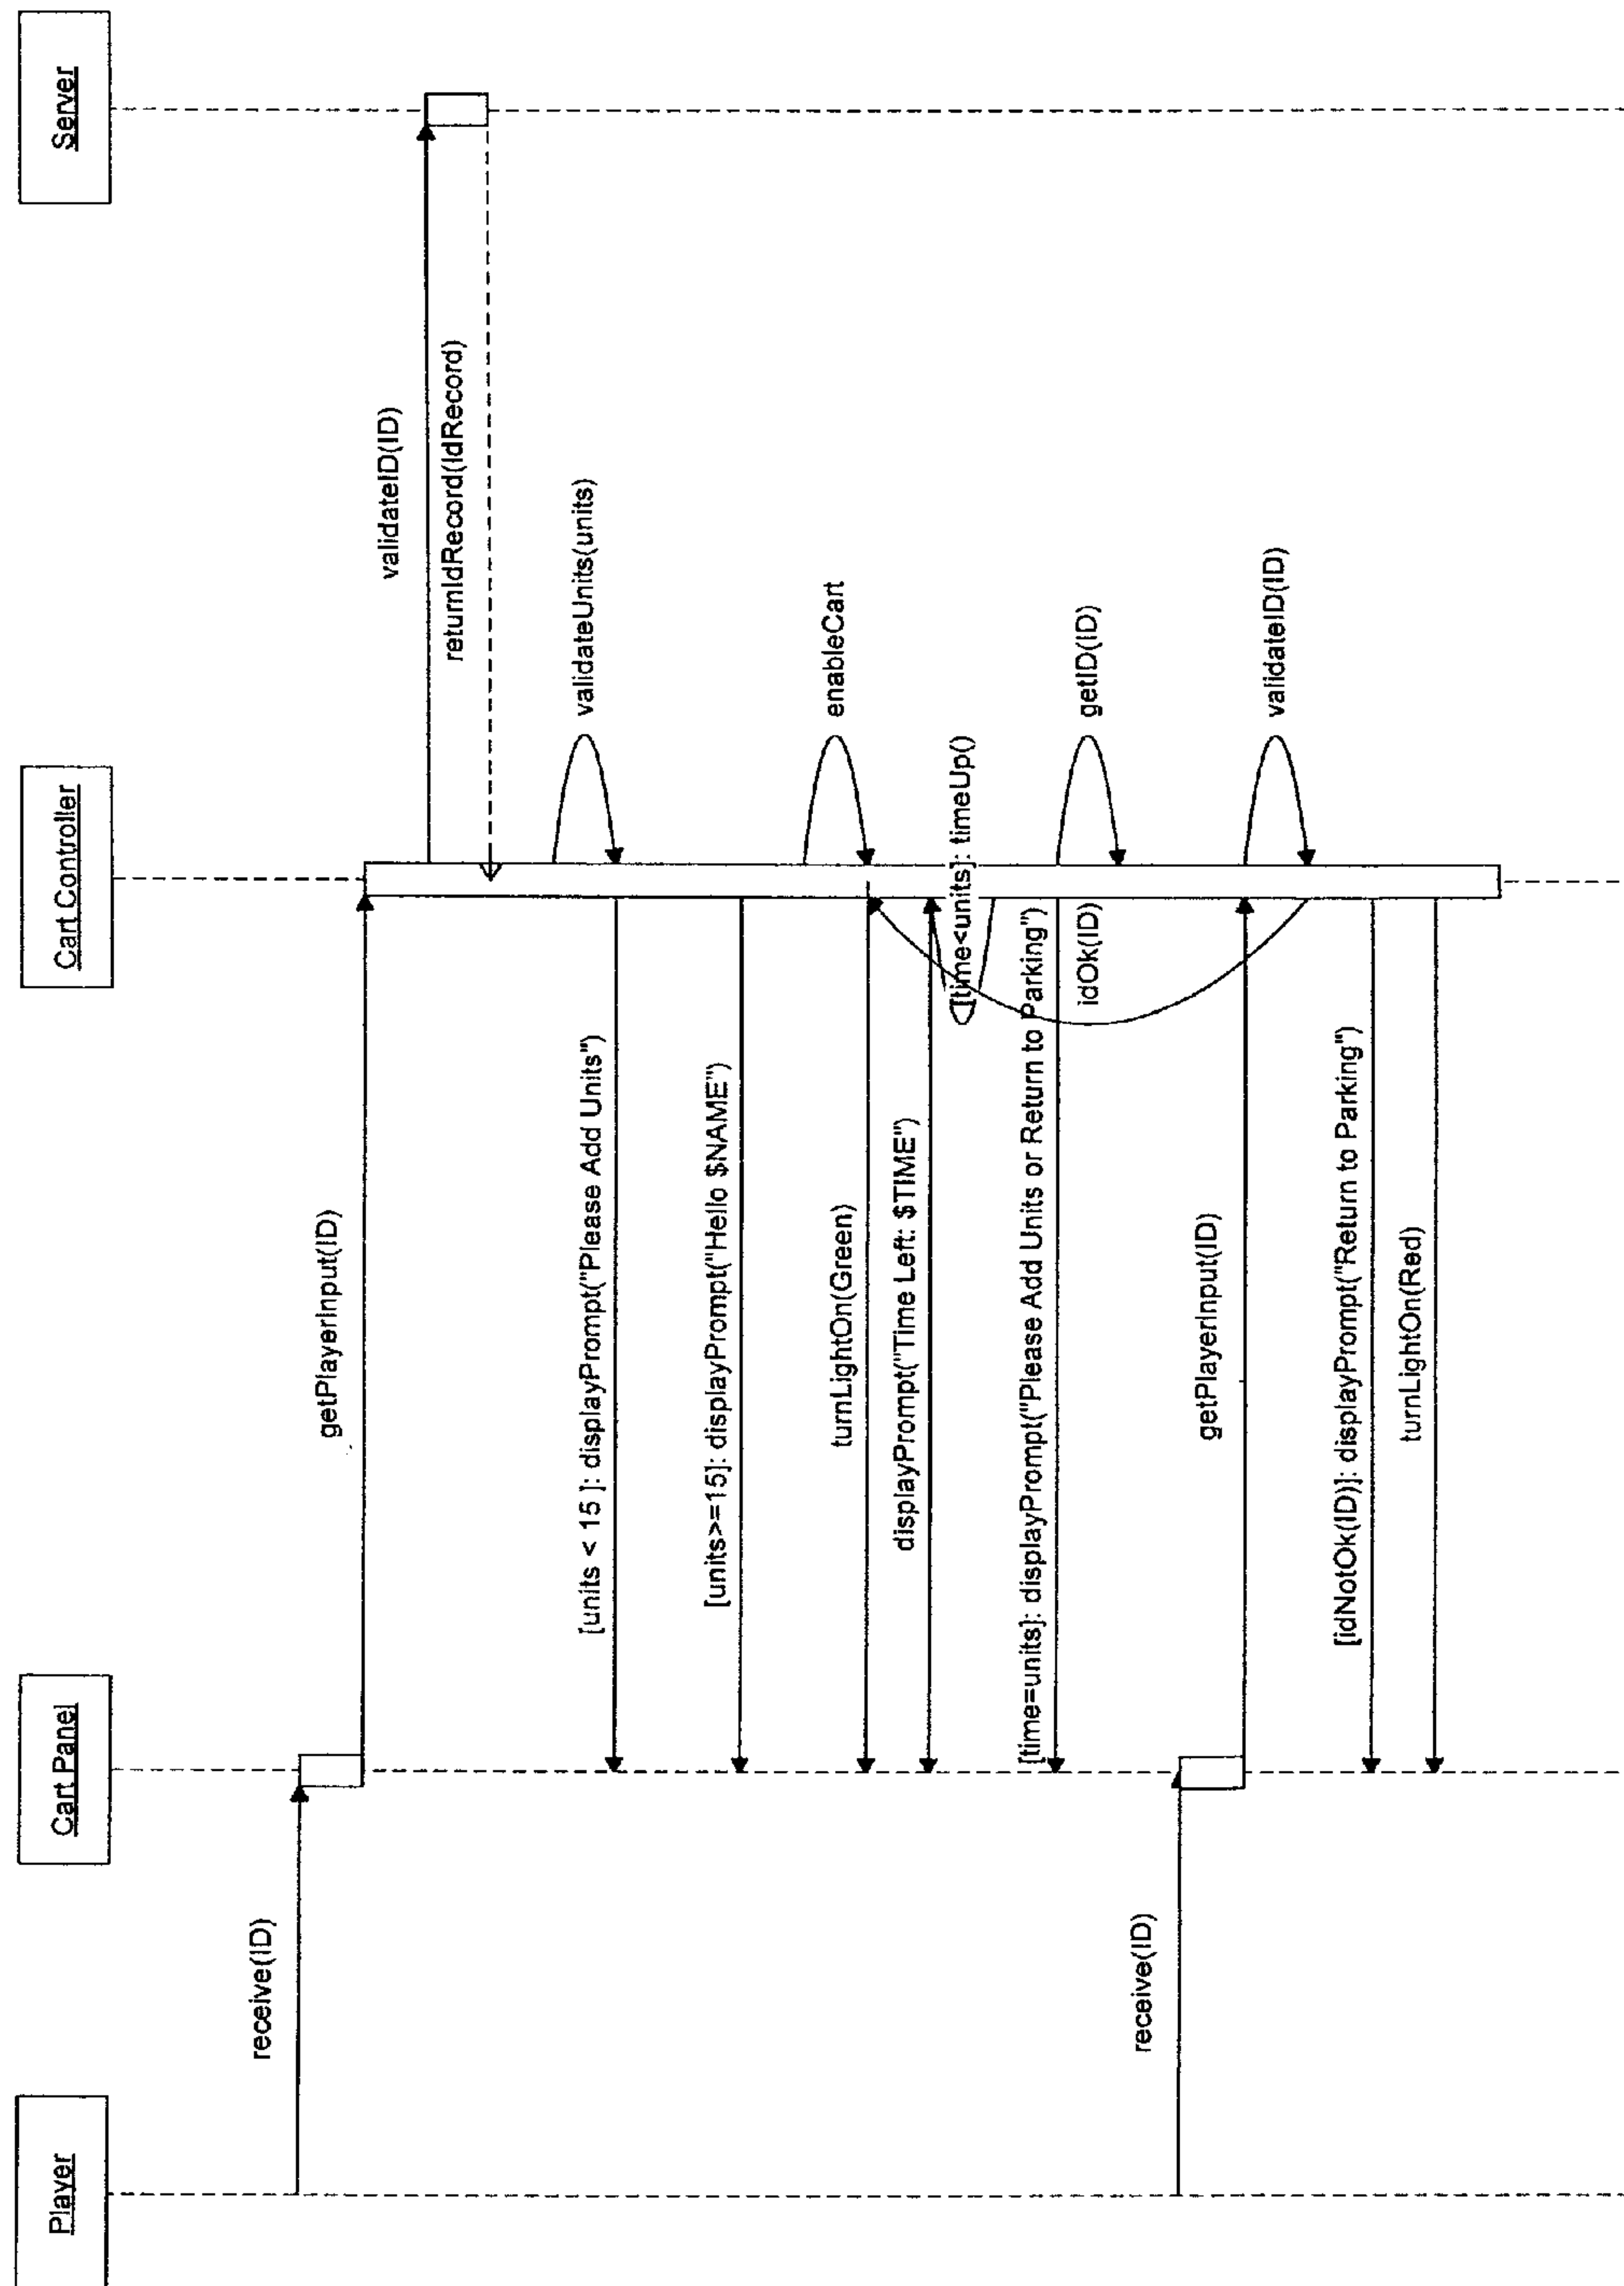 Player
Cart Panel
Cart Controller
Server
receive(ID)
getPlayerInput(ID)
validateID(ID)
returnIdRecord(IdRecord)
validateUnits(units)
[units < 15 ]: displayPrompt("Please Add Units")
[units>=15]: displayPrompt("Hello $NAME")
enableCart
turnLightOn(Green)
displayPrompt("Time Left: $TIME")
[time<units]: timeUp()
[time=units]: displayPrompt("Please Add Units or Return to Parking")
getID(ID)
idOk(ID)
receive(ID)
getPlayerInput(ID)
validateID(ID)
[idNotOk(ID)]: displayPrompt("Return to Parking")
turnLightOn(Red)